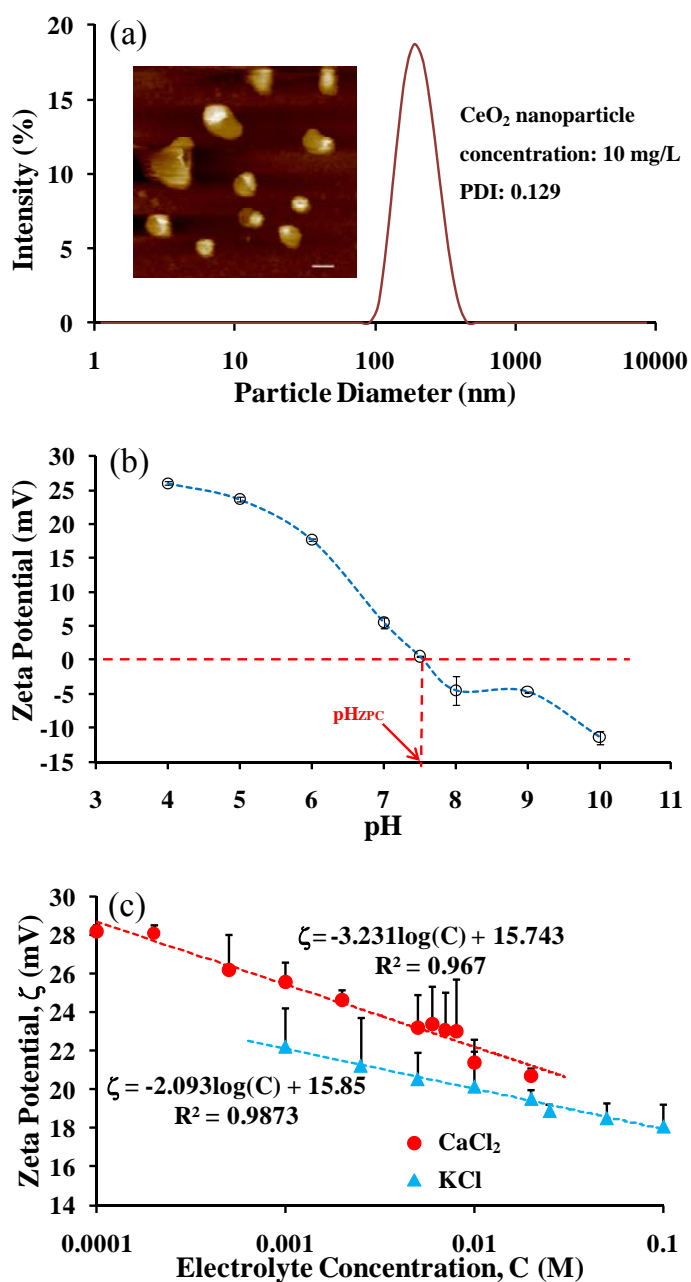 (a)
20
15
10
5
0
Intensity (%)
CeO₂ nanoparticle
concentration: 10 mg/L
PDI: 0.129
1 10 100 1000 10000
Particle Diameter (nm)
(b)
30
25
20
15
10
5
0
-5
-10
-15
Zeta Potential (mV)
pHZPC
3 4 5 6 7 8 9 10 11
pH
(c)
30
28
26
24
22
20
18
16
14
Zeta Potential, ζ (mV)
ζ = -3.231log(C) + 15.743
R² = 0.967
ζ = -2.093log(C) + 15.85
R² = 0.9873
CaCl₂
KCl
0.0001 0.001 0.01 0.1
Electrolyte Concentration, C (M)